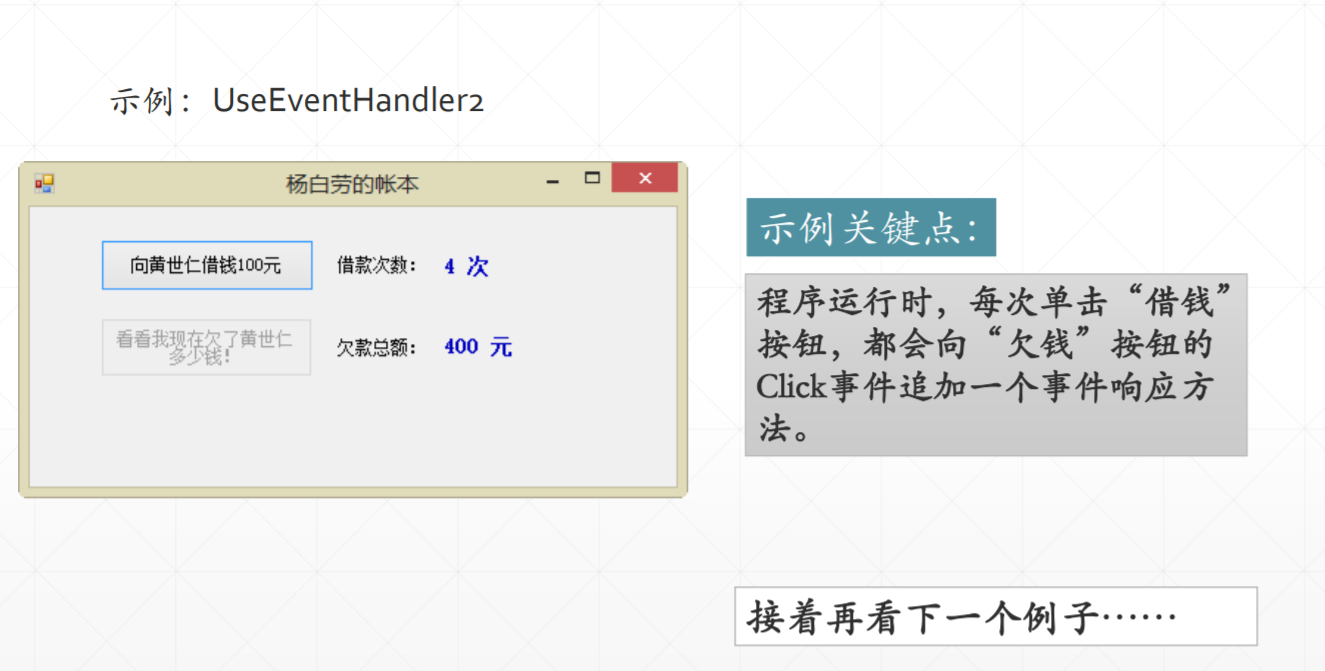 示例：UseEventHandler2
杨白劳的帐本
向黄世仁借钱100元
借款次数：
4 次
看看我现在欠了黄世仁
多少钱!
欠款总额：
400 元
示例关键点：
程序运行时，每次单击“借钱”
按钮，都会向“欠钱”按钮的
Click事件追加一个事件响应方
法。
接着再看下一个例子……